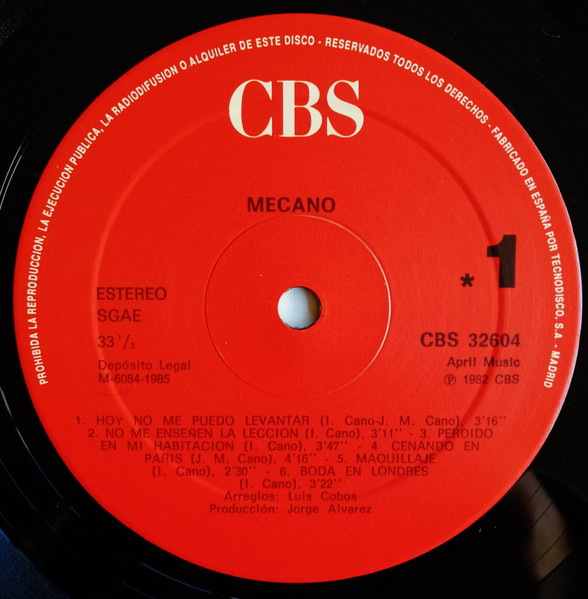 PROHIBIDA LA REPRODUCCION, LA EJECUCION PUBLICA, LA RADIODIFUSION O ALQUILER DE ESTE DISCO - RESERVADOS TODOS LOS DERECHOS - FABRICADO EN ESPAÑA POR TECNODISCO, S.A. - MADRID
CBS
MECANO
*1
ESTEREO
SGAE
33 1/3
Depósito Legal
M-6084-1985
CBS 32604
April Music
Ⓟ 1982 CBS
1. HOY NO ME PUEDO LEVANTAR (I. Cano-J. M. Cano), 3'16"
2. NO ME ENSEÑEN LA LECCION (I. Cano), 3'11" - 3. PERDIDO
EN MI HABITACION (I. Cano), 3'47" - 4. CENANDO EN
PARIS (J. M. Cano), 4'16" - 5. MAQUILLAJE
(I. Cano), 2'30" - 6. BODA EN LONDRES
(I. Cano), 3'22"
Arreglos: Luis Cobos
Producción: Jorge Alvarez